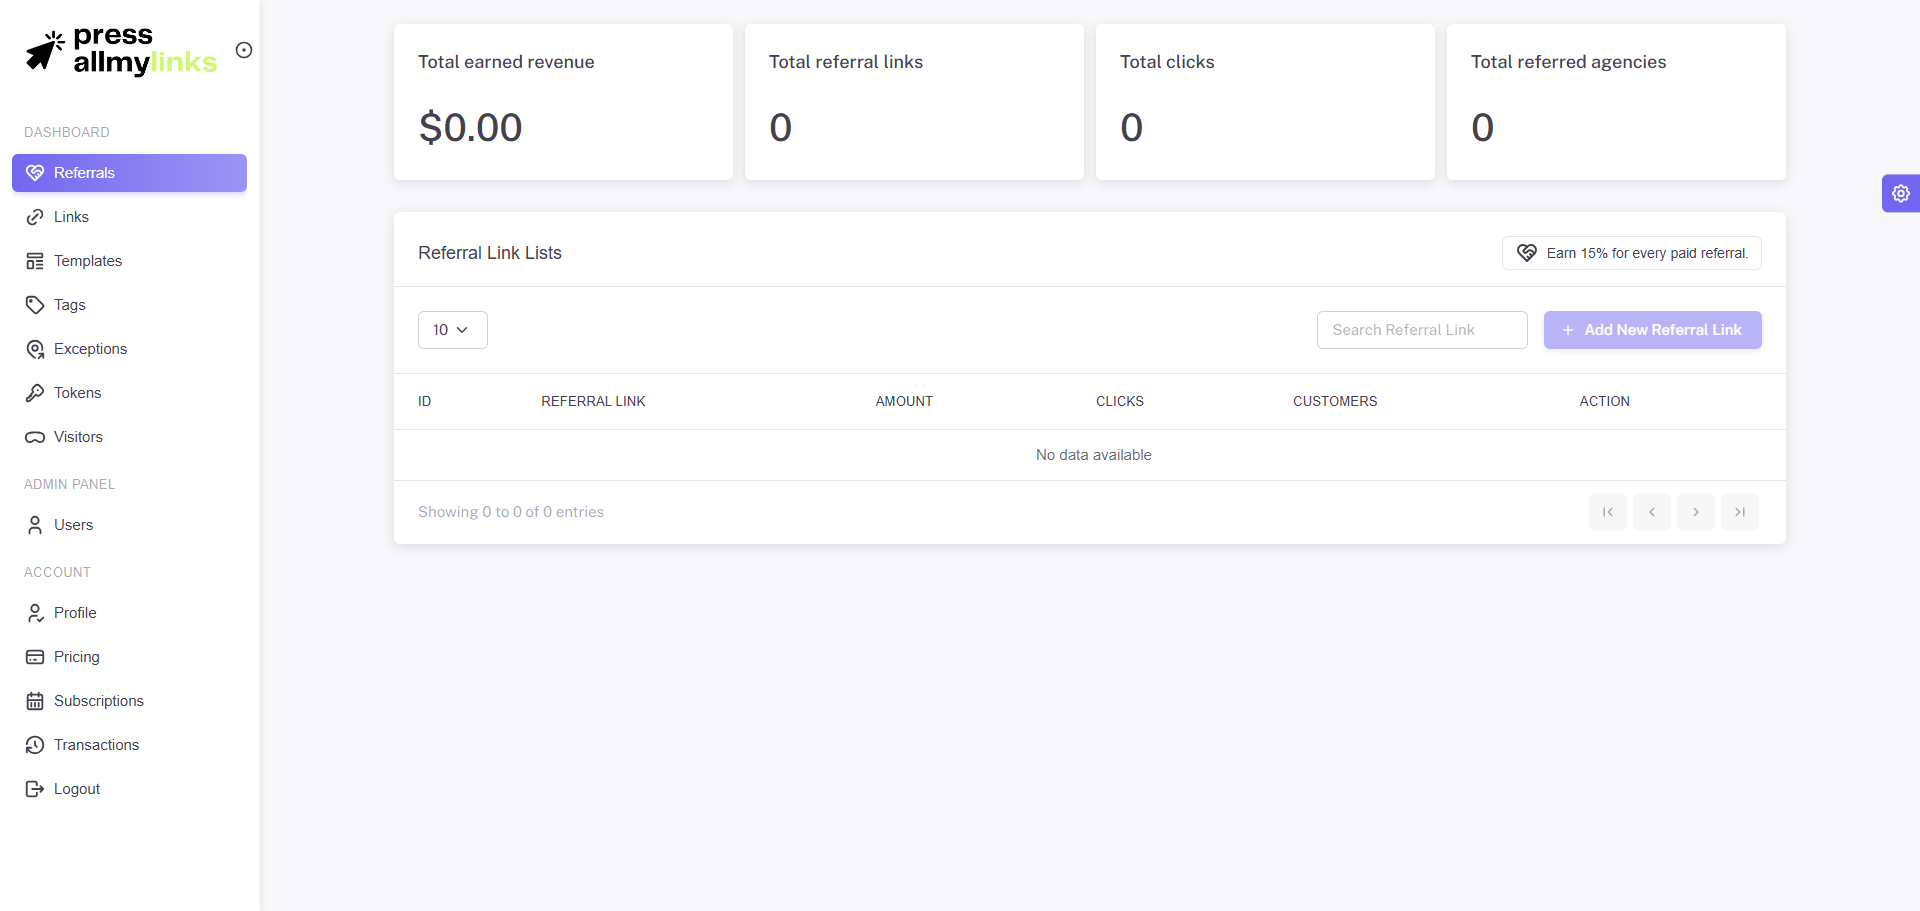 press
allmylinks
DASHBOARD
Referrals
Links
Templates
Tags
Exceptions
Tokens
Visitors
ADMIN PANEL
Users
ACCOUNT
Profile
Pricing
Subscriptions
Transactions
Logout
Total earned revenue
$0.00
Total referral links
0
Total clicks
0
Total referred agencies
0
Referral Link Lists
Earn 15% for every paid referral.
10
Search Referral Link
Add New Referral Link
ID REFERRAL LINK AMOUNT CLICKS CUSTOMERS ACTION
No data available
Showing 0 to 0 of 0 entries